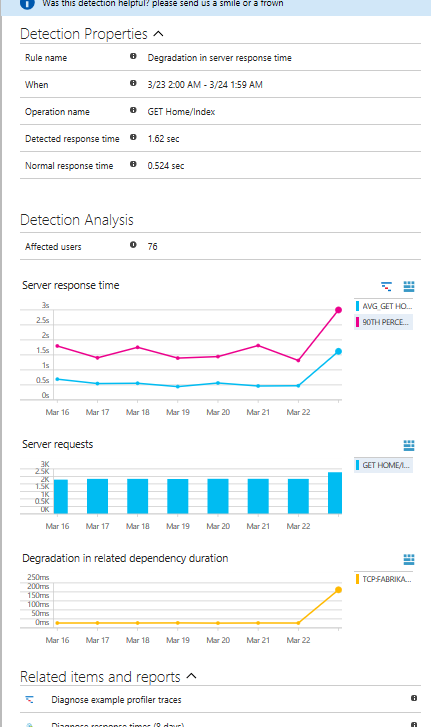 Was this detection helpful? please send us a smile or a frown
Detection Properties
Rule name Degradation in server response time
When 3/23 2:00 AM - 3/24 1:59 AM
Operation name GET Home/Index
Detected response time 1.62 sec
Normal response time 0.524 sec
Detection Analysis
Affected users 76
Server response time
3s
2.5s
2s
1.5s
1s
0.5s
0s
Mar 16 Mar 17 Mar 18 Mar 19 Mar 20 Mar 21 Mar 22
AVG_GET HO...
90TH PERCE...
Server requests
3K
2.5K
2K
1.5K
1K
0.5K
0K
Mar 16 Mar 17 Mar 18 Mar 19 Mar 20 Mar 21 Mar 22
GET HOME/I...
Degradation in related dependency duration
250ms
200ms
150ms
100ms
50ms
0ms
Mar 16 Mar 17 Mar 18 Mar 19 Mar 20 Mar 21 Mar 22
TCP:FABRIKA...
Related items and reports
Diagnose example profiler traces
Diagnose response times (8 days)